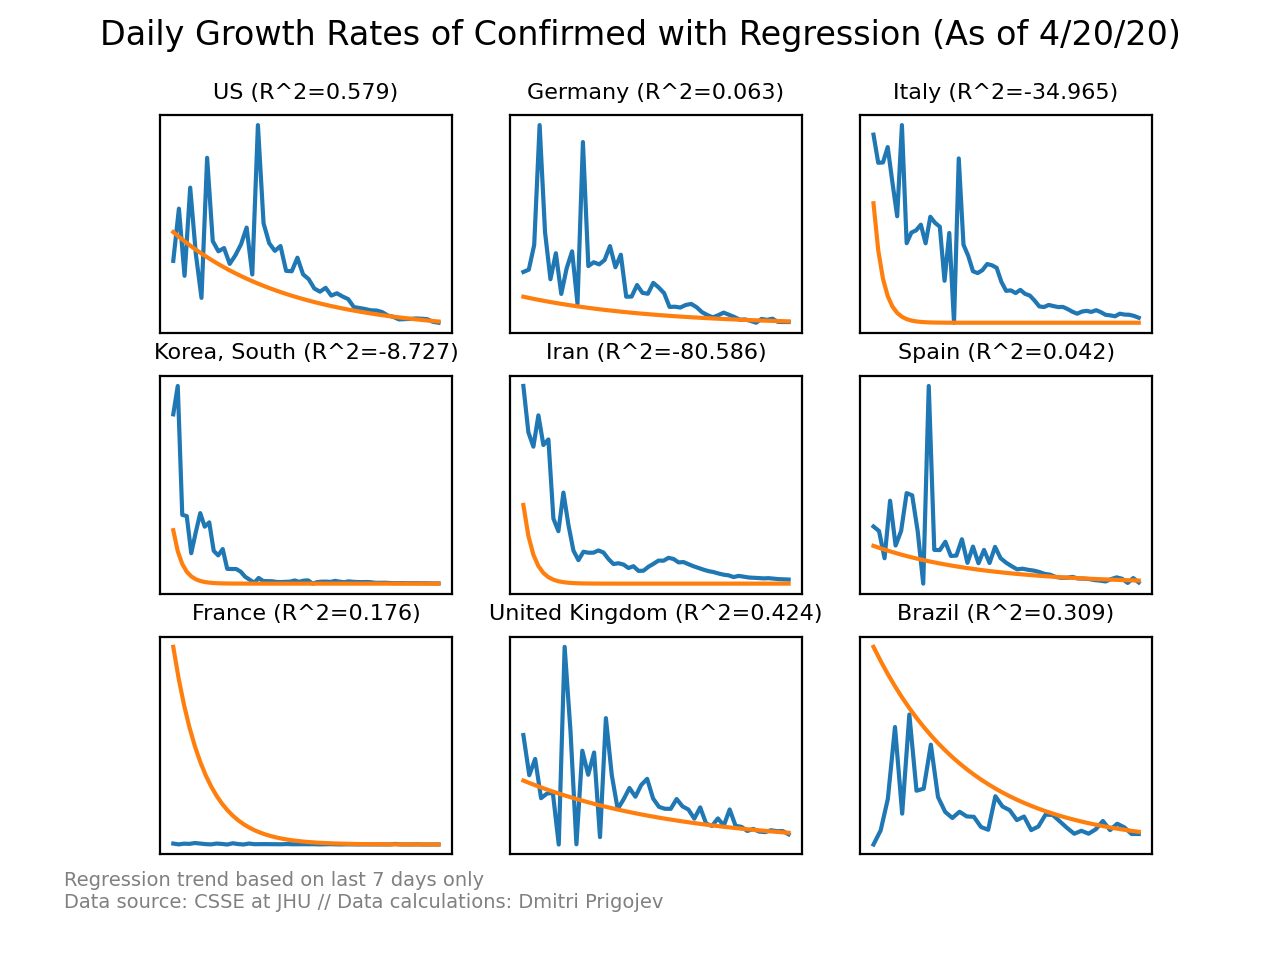 Daily Growth Rates of Confirmed with Regression (As of 4/20/20)
US (R^2=0.579)
Germany (R^2=0.063)
Italy (R^2=-34.965)
Korea, South (R^2=-8.727)
Iran (R^2=-80.586)
Spain (R^2=0.042)
France (R^2=0.176)
United Kingdom (R^2=0.424)
Brazil (R^2=0.309)
Regression trend based on last 7 days only
Data source: CSSE at JHU // Data calculations: Dmitri Prigojev